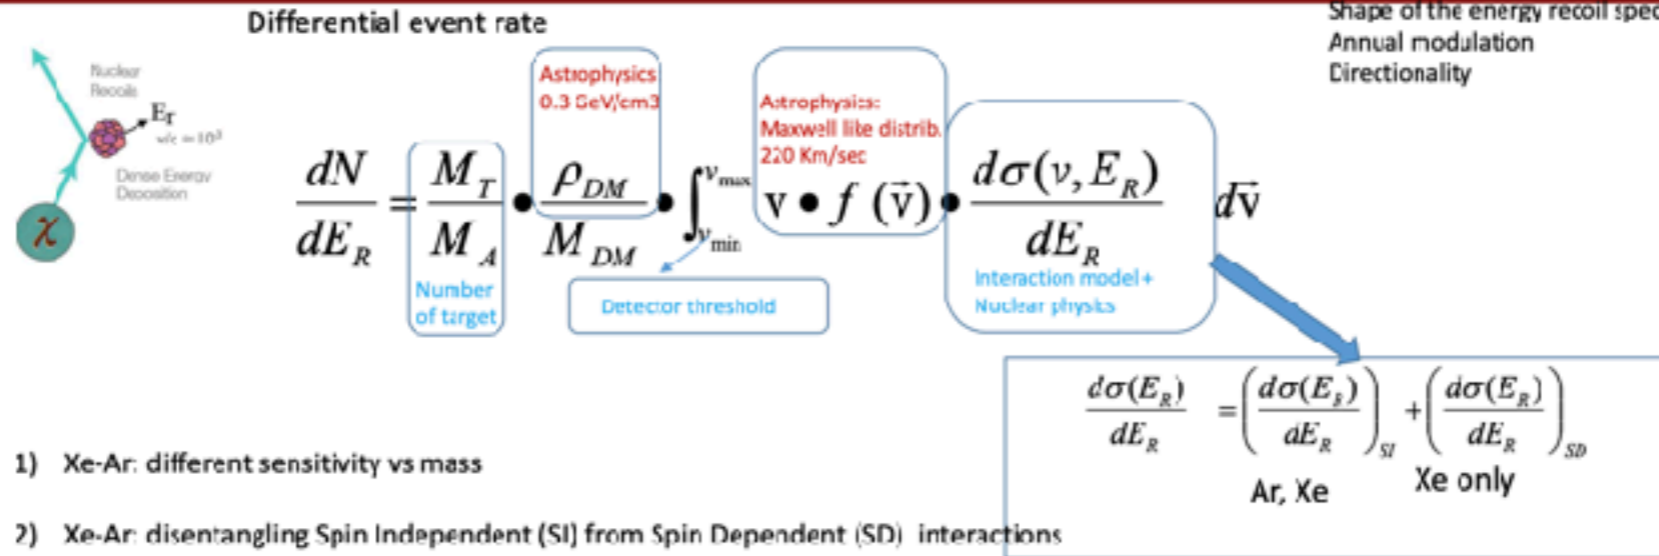 Differential event rate
Shape of the energy recoil spec
Annual modulation
Directionality
Nuclear
Recoils
E_r
v/c ≈ 10³
Dense Energy
Deposition
χ
Astrophysics
0.3 GeV/cm3
Astrophysics:
Maxwell like distrib.
220 Km/sec
dN/dE_R = M_T/M_A • ρ_DM/M_DM • ∫_{v_min}^{v_max} v • f (v⃗) • dσ(v, E_R)/dE_R dv⃗
Number
of target
Detector threshold
Interaction model+
Nuclear physics
dσ(E_R)/dE_R = (dσ(E_R)/dE_R)_SI + (dσ(E_R)/dE_R)_SD
Ar, Xe
Xe only
1) Xe-Ar: different sensitivity vs mass
2) Xe-Ar: disentangling Spin Independent (SI) from Spin Dependent (SD) interactions